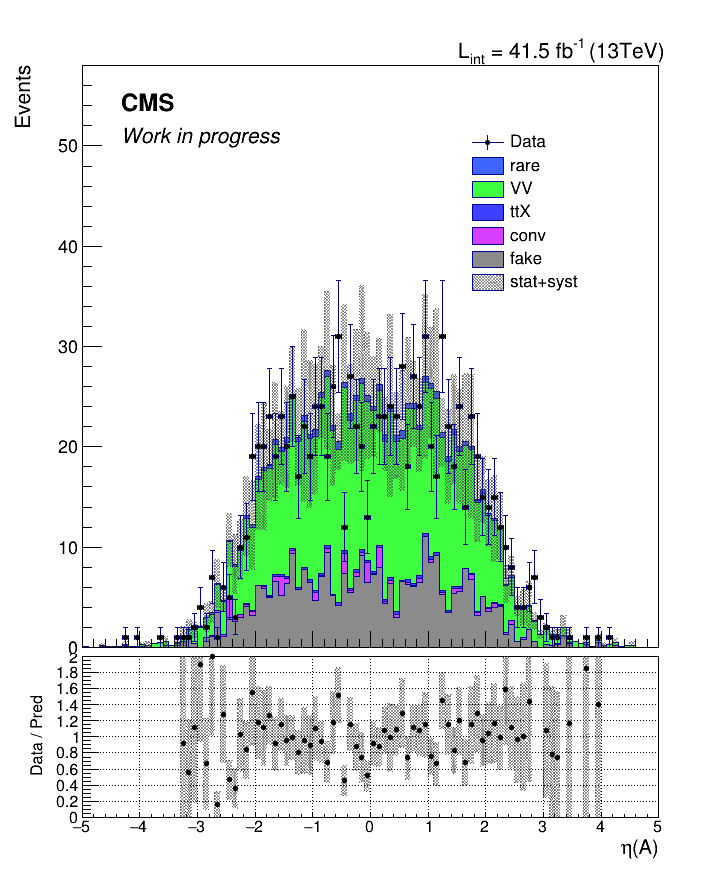 L_int = 41.5 fb^-1 (13TeV)
Events
CMS
Work in progress
50
40
30
20
10
0
Data
rare
VV
ttX
conv
fake
stat+syst
Data / Pred
2
1.8
1.6
1.4
1.2
1
0.8
0.6
0.4
0.2
0
−5 −4 −3 −2 −1 0 1 2 3 4 5
η(A)